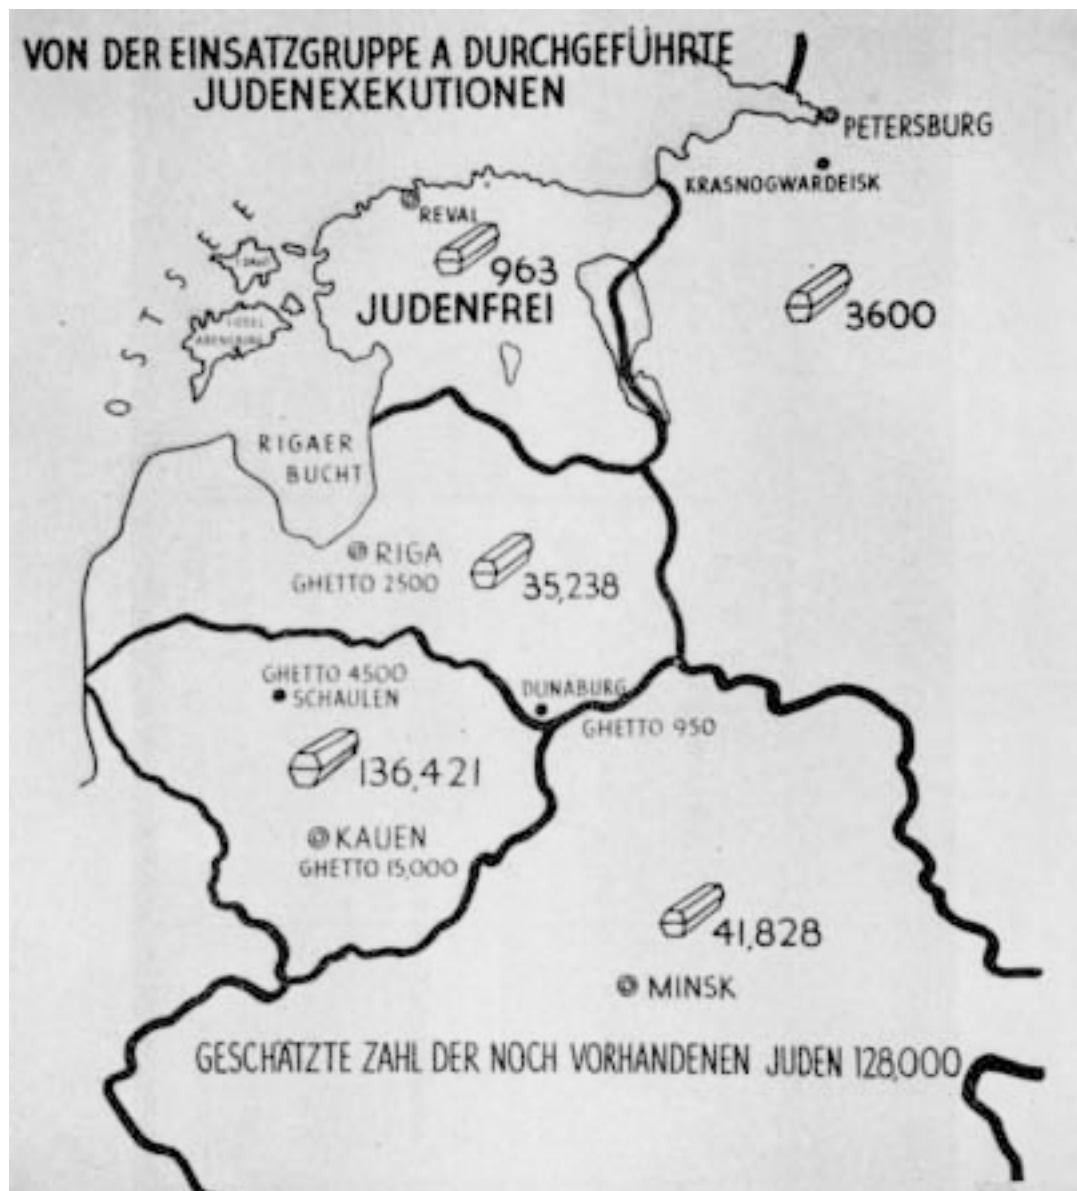 VON DER EINSATZGRUPPE A DURCHGEFÜHRTE
JUDENEXEKUTIONEN
PETERSBURG
KRASNOGWARDEISK
REVAL
963
JUDENFREI
3600
OSTSEE
RIGAER
BUCHT
RIGA
GHETTO 2500
35,238
GHETTO 4500
SCHAULEN
DÜNABURG
GHETTO 950
136,421
KAUEN
GHETTO 15,000
41,828
MINSK
GESCHÄTZTE ZAHL DER NOCH VORHANDENEN JUDEN 128,000